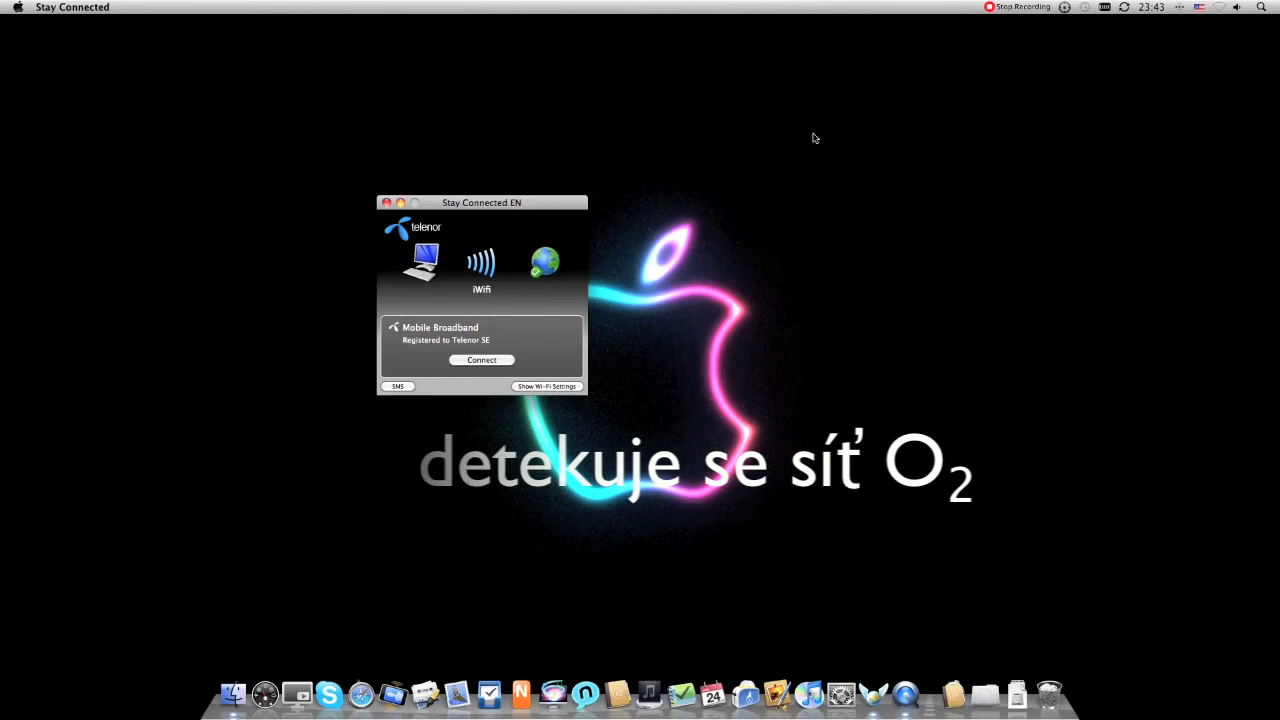 Stay Connected
Stop Recording
23:43
Stay Connected EN
telenor
iWifi
Mobile Broadband
Registered to Telenor SE
Connect
SMS
Show Wi-Fi Settings
detekuje se síť O₂
N
n
24